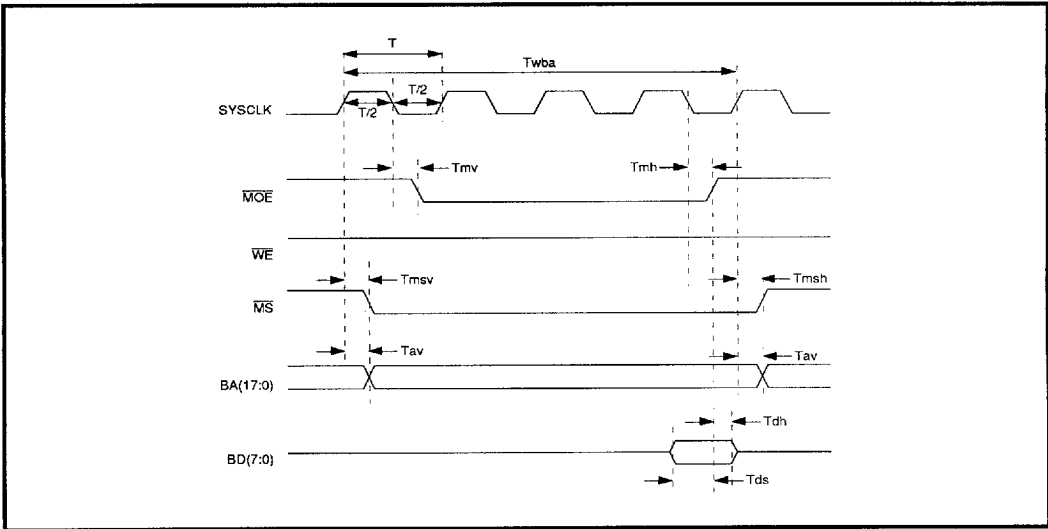 T
Twba
SYSCLK
T/2
T/2
Tmv
Tmh
MOE
WE
Tmsv
Tmsh
MS
Tav
Tav
BA(17:0)
Tdh
BD(7:0)
Tds